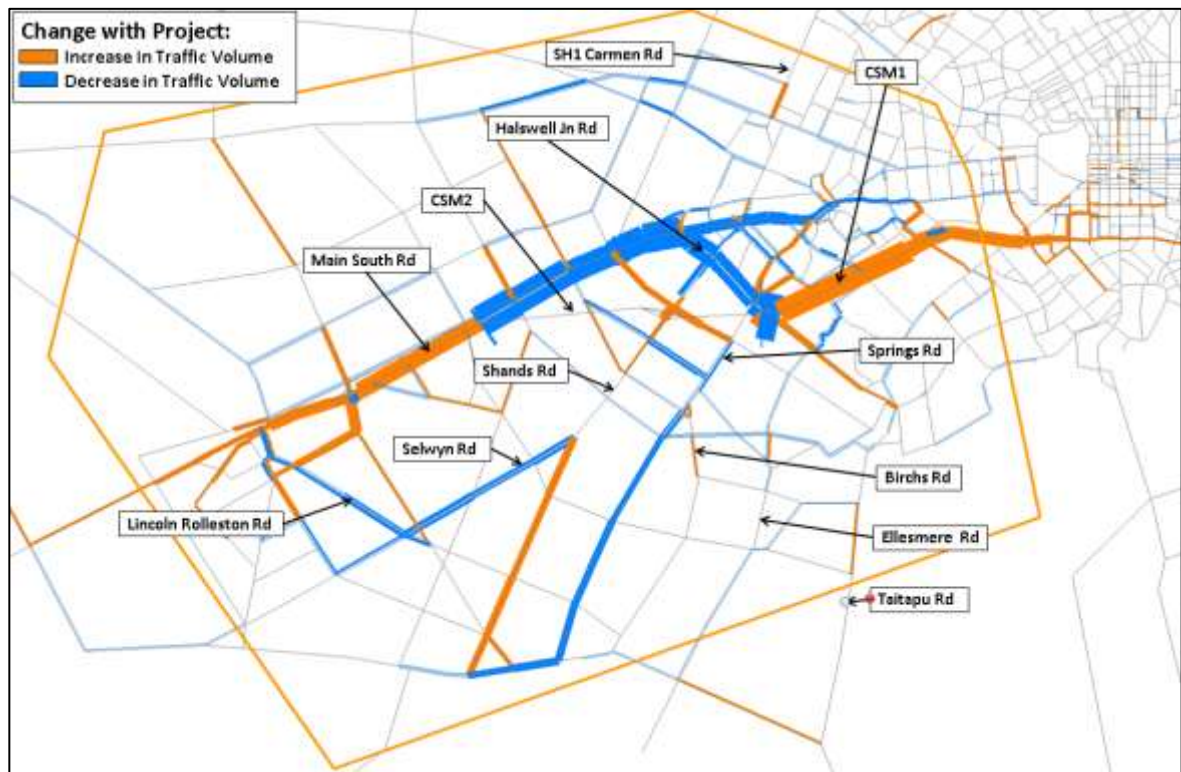 Change with Project:
Increase In Traffic Volume
Decrease in Traffic Volume
SH1 Carmen Rd
CSM1
Halswell Jn Rd
CSM2
Main South Rd
Springs Rd
Shands Rd
Selwyn Rd
Birchs Rd
Lincoln Rolleston Rd
Ellesmere Rd
Taitapu Rd